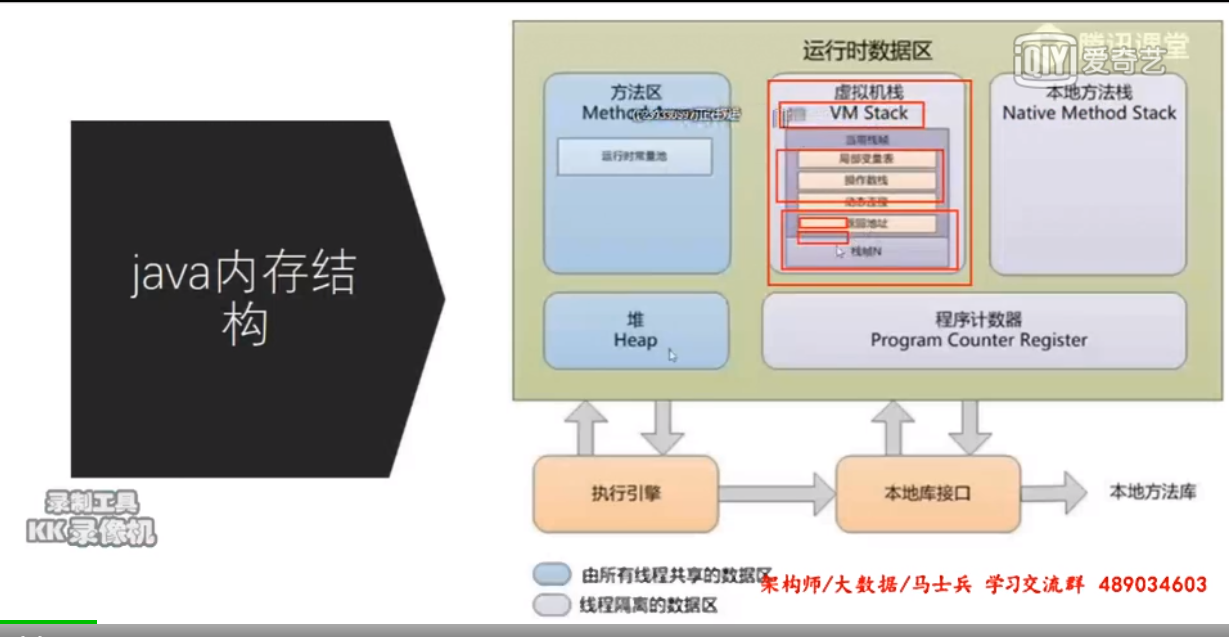 java内存结
构
运行时数据区
腾讯课堂
iQIY 爱奇艺
方法区
虚拟机栈
VM Stack
本地方法栈
Native Method Stack
运行时常量池
当前栈帧
局部变量表
操作数栈
动态连接
返回地址
栈帧N
堆
Heap
程序计数器
Program Counter Register
执行引擎
本地库接口
本地方法库
由所有线程共享的数据区
线程隔离的数据区
架构师/大数据/马士兵 学习交流群 489034603
录制工具
KK录像机